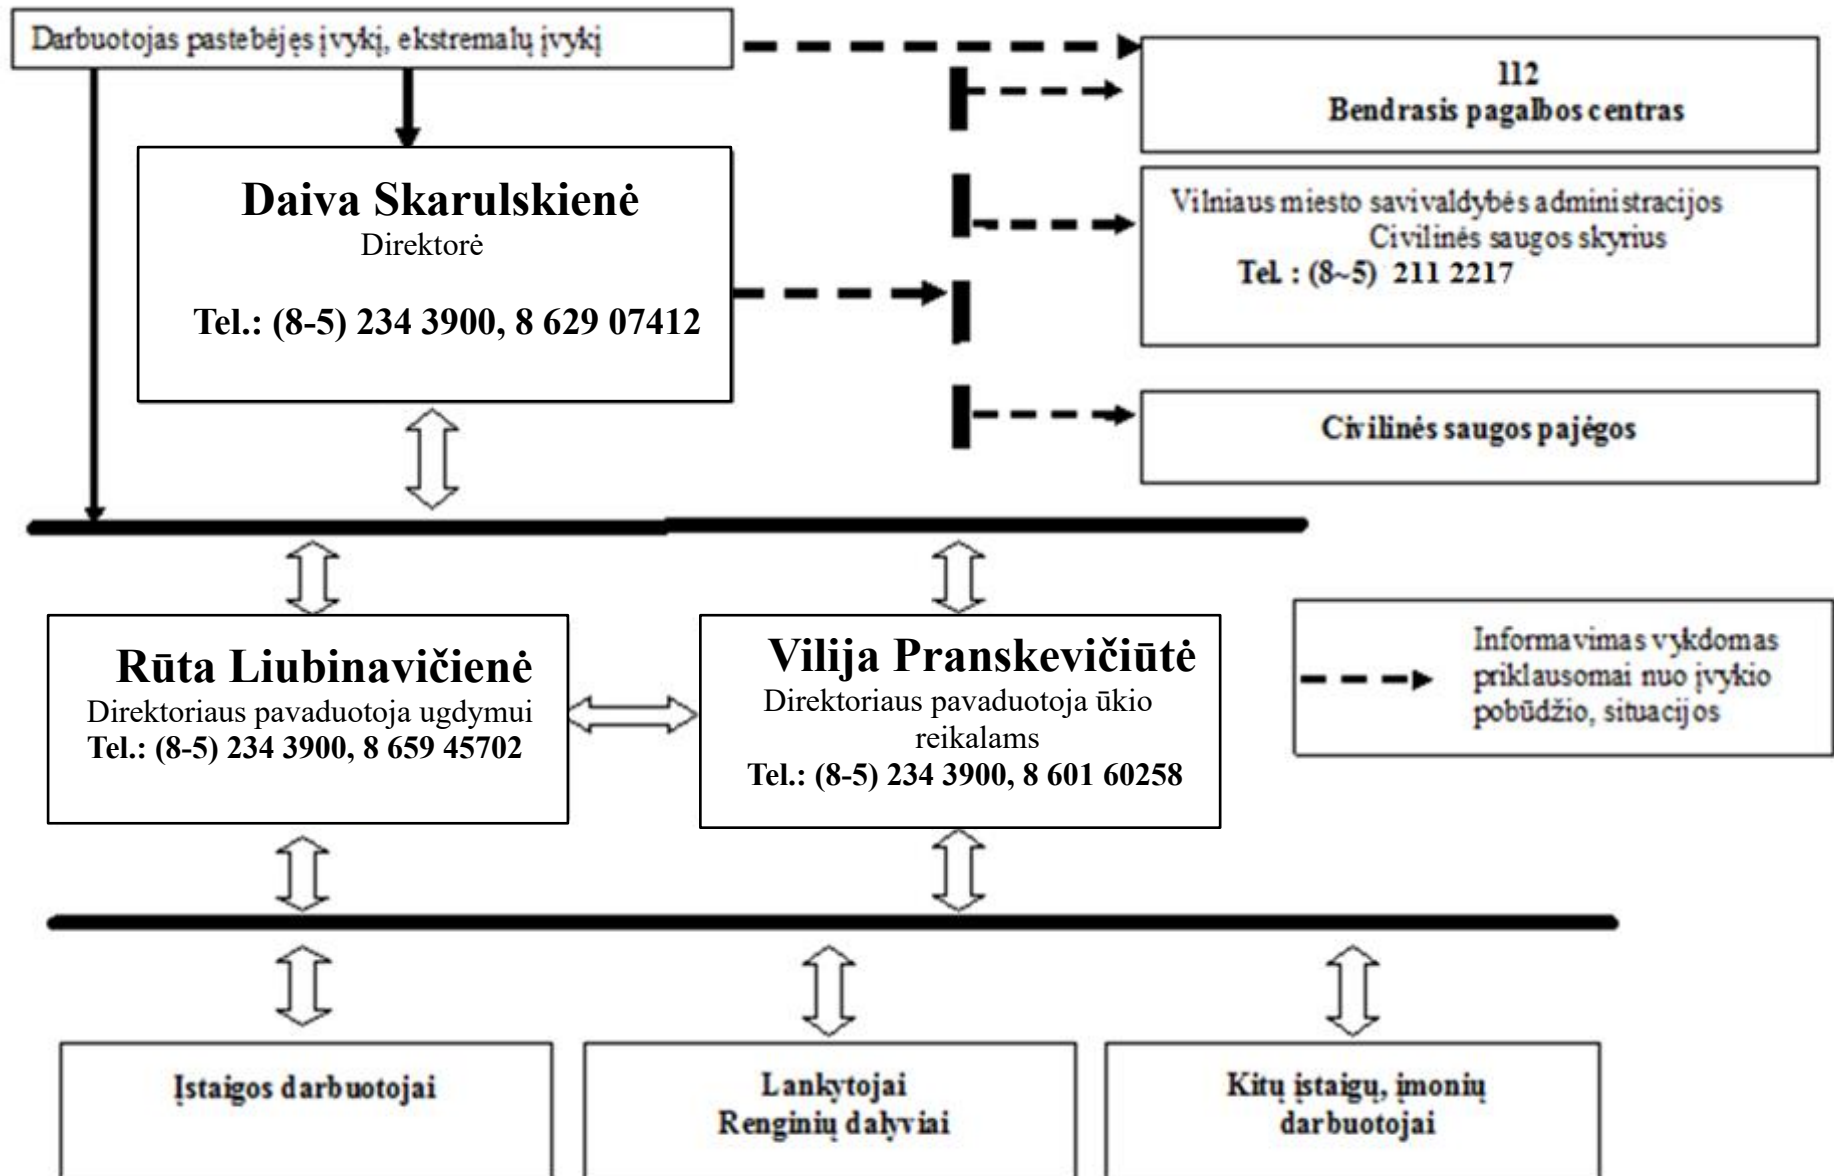 Darbuotojas pastebėjęs įvykį, ekstremalų įvykį
112
Bendrasis pagalbos centras
Daiva Skarulskienė
Direktorė
Tel.: (8-5) 234 3900, 8 629 07412
Vilniaus miesto savivaldybės administracijos
Civilinės saugos skyrius
Tel. : (8~5) 211 2217
Civilinės saugos pajėgos
Rūta Liubinavičienė
Direktoriaus pavaduotoja ugdymui
Tel.: (8-5) 234 3900, 8 659 45702
Vilija Pranskevičiūtė
Direktoriaus pavaduotoja ūkio
reikalams
Tel.: (8-5) 234 3900, 8 601 60258
Informavimas vykdomas
priklausomai nuo įvykio
pobūdžio, situacijos
Įstaigos darbuotojai
Lankytojai
Renginių dalyviai
Kitų įstaigų, įmonių
darbuotojai